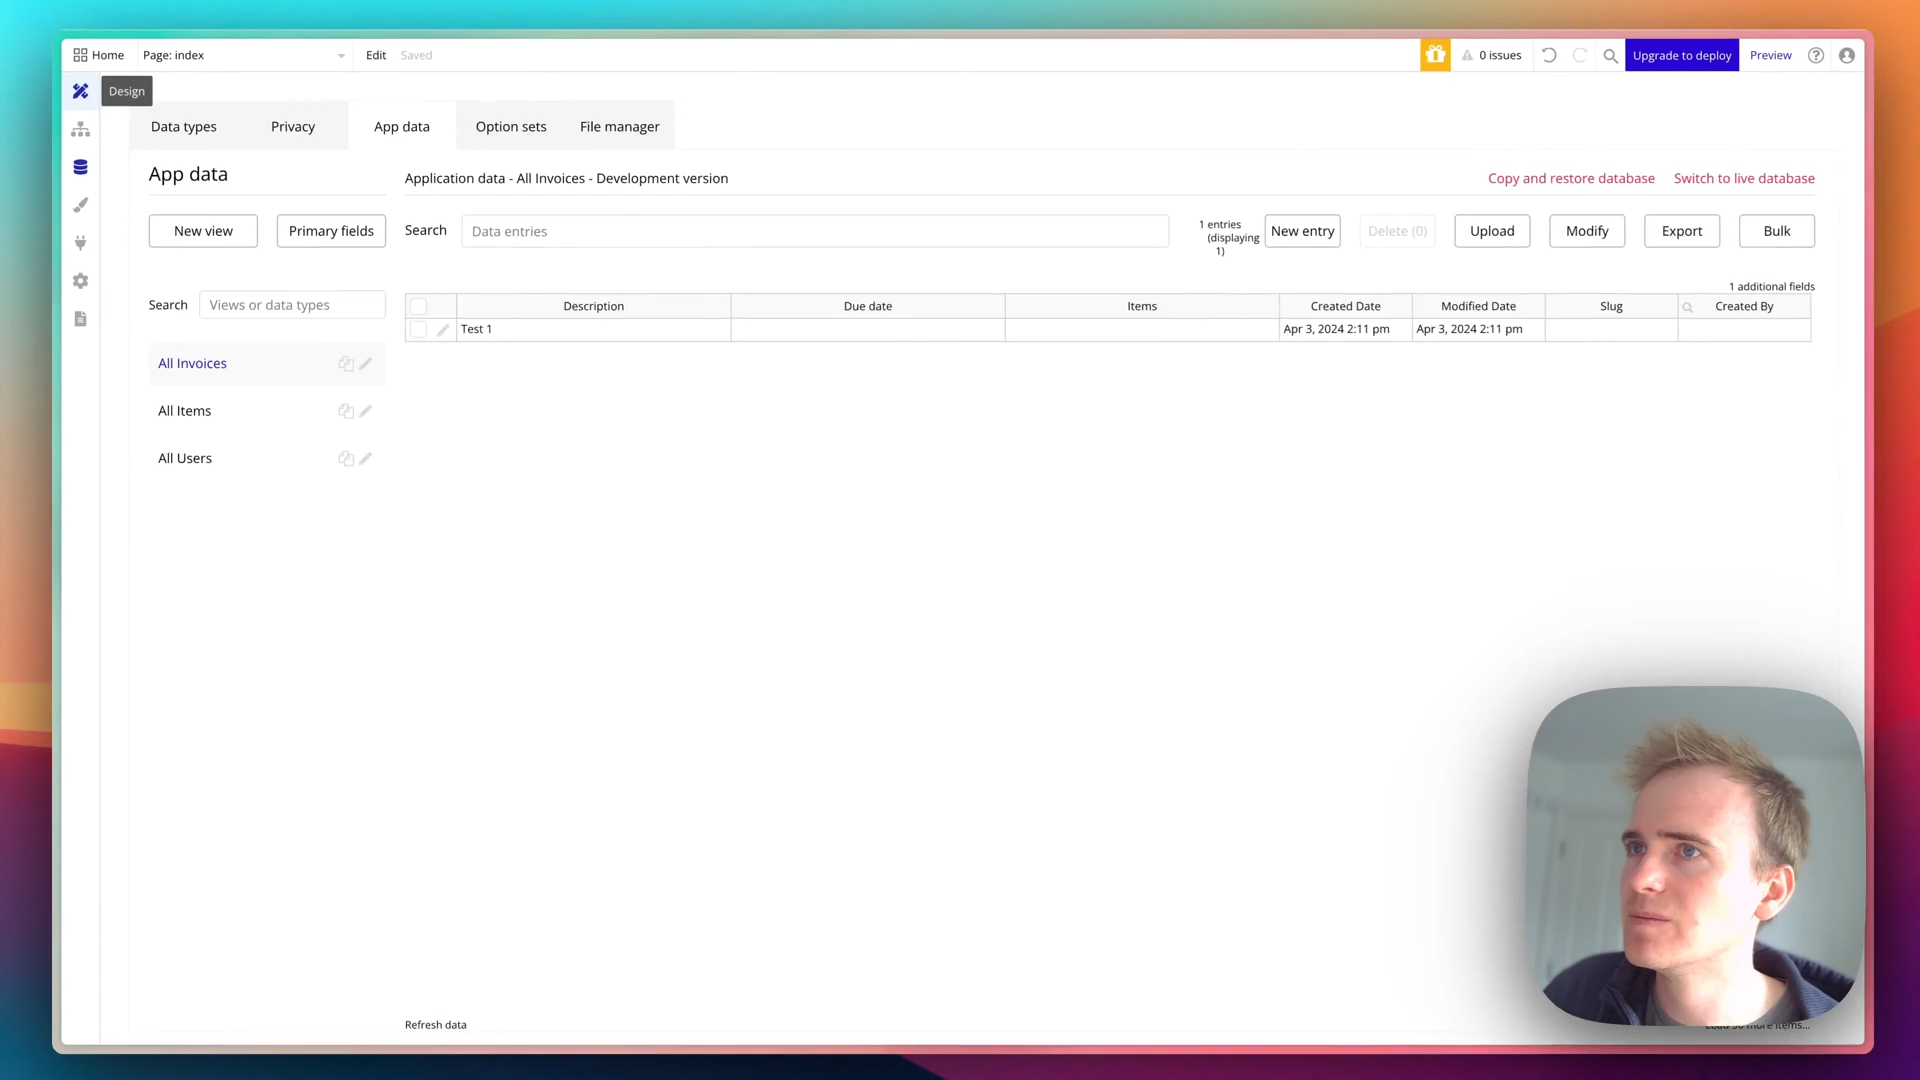 Home
Page: index
Edit
Saved
0 issues
Upgrade to deploy
Preview
Design
Data types
Privacy
App data
Option sets
File manager
App data
Application data - All Invoices - Development version
Copy and restore database
Switch to live database
New view
Primary fields
Search
Data entries
1 entries
(displaying
1)
New entry
Delete (0)
Upload
Modify
Export
Bulk
1 additional fields
Search
Views or data types
Description
Due date
Items
Created Date
Modified Date
Slug
Created By
Test 1
Apr 3, 2024 2:11 pm
Apr 3, 2024 2:11 pm
All Invoices
All Items
All Users
Refresh data
more items...